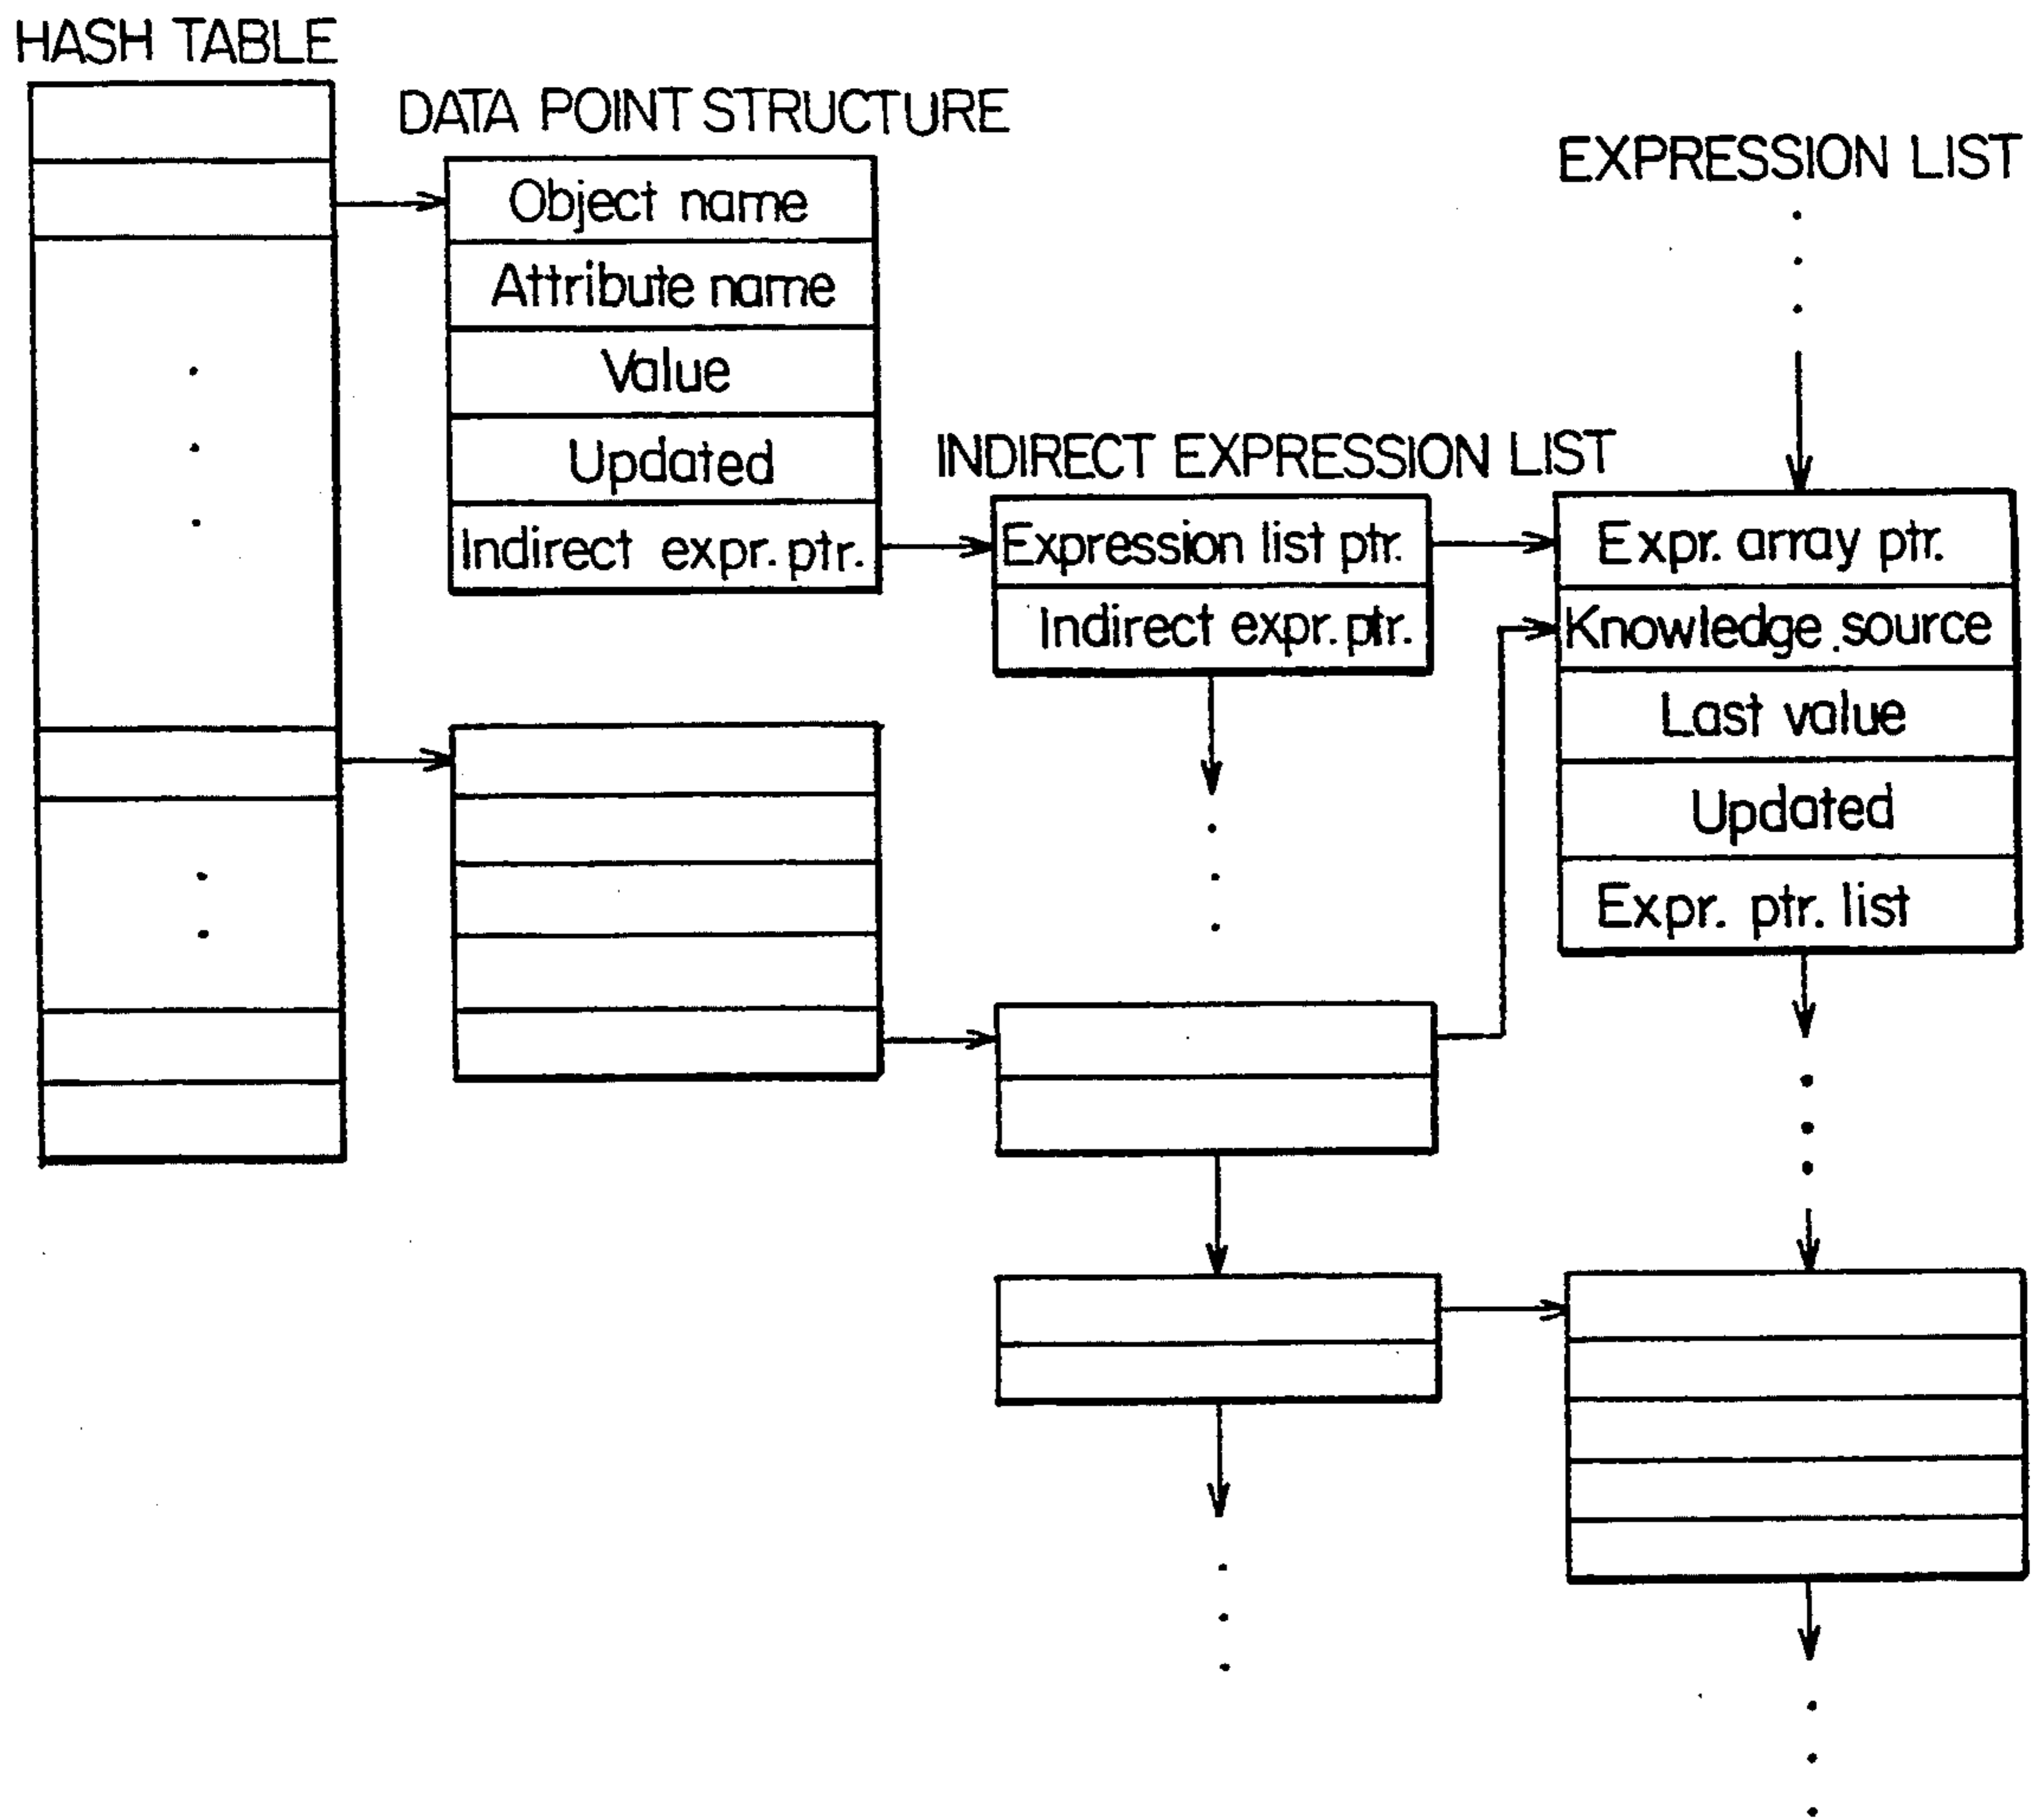 HASH TABLE
DATA POINT STRUCTURE
Object name
Attribute name
Value
Updated
Indirect expr. ptr.
INDIRECT EXPRESSION LIST
Expression list ptr.
Indirect expr. ptr.
EXPRESSION LIST
Expr. array ptr.
Knowledge source
Last value
Updated
Expr. ptr. list